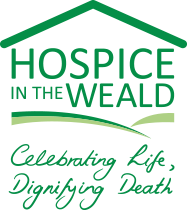 HOSPICE
IN THE
WEALD
Celebrating Life,
Dignifying Death